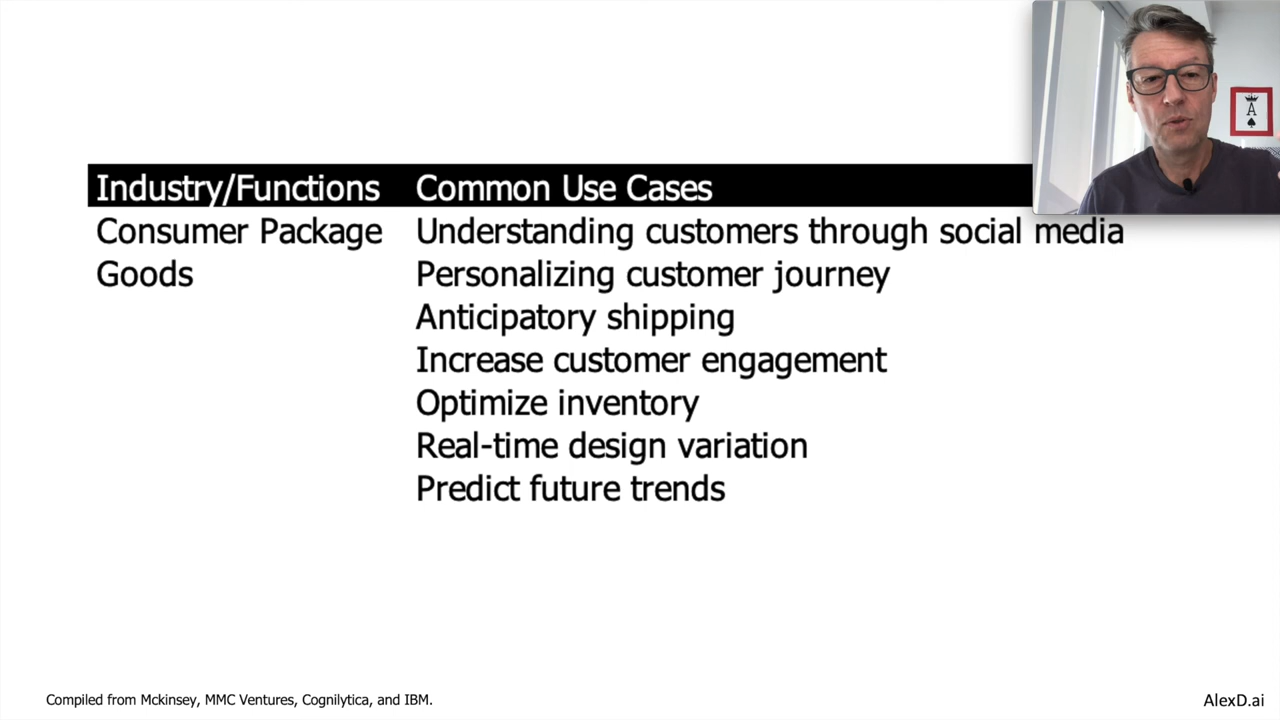 Industry/Functions Common Use Cases
Consumer Package Understanding customers through social media
Goods Personalizing customer journey
Anticipatory shipping
Increase customer engagement
Optimize inventory
Real-time design variation
Predict future trends
A
Compiled from Mckinsey, MMC Ventures, Cognilytica, and IBM.
AlexD.ai